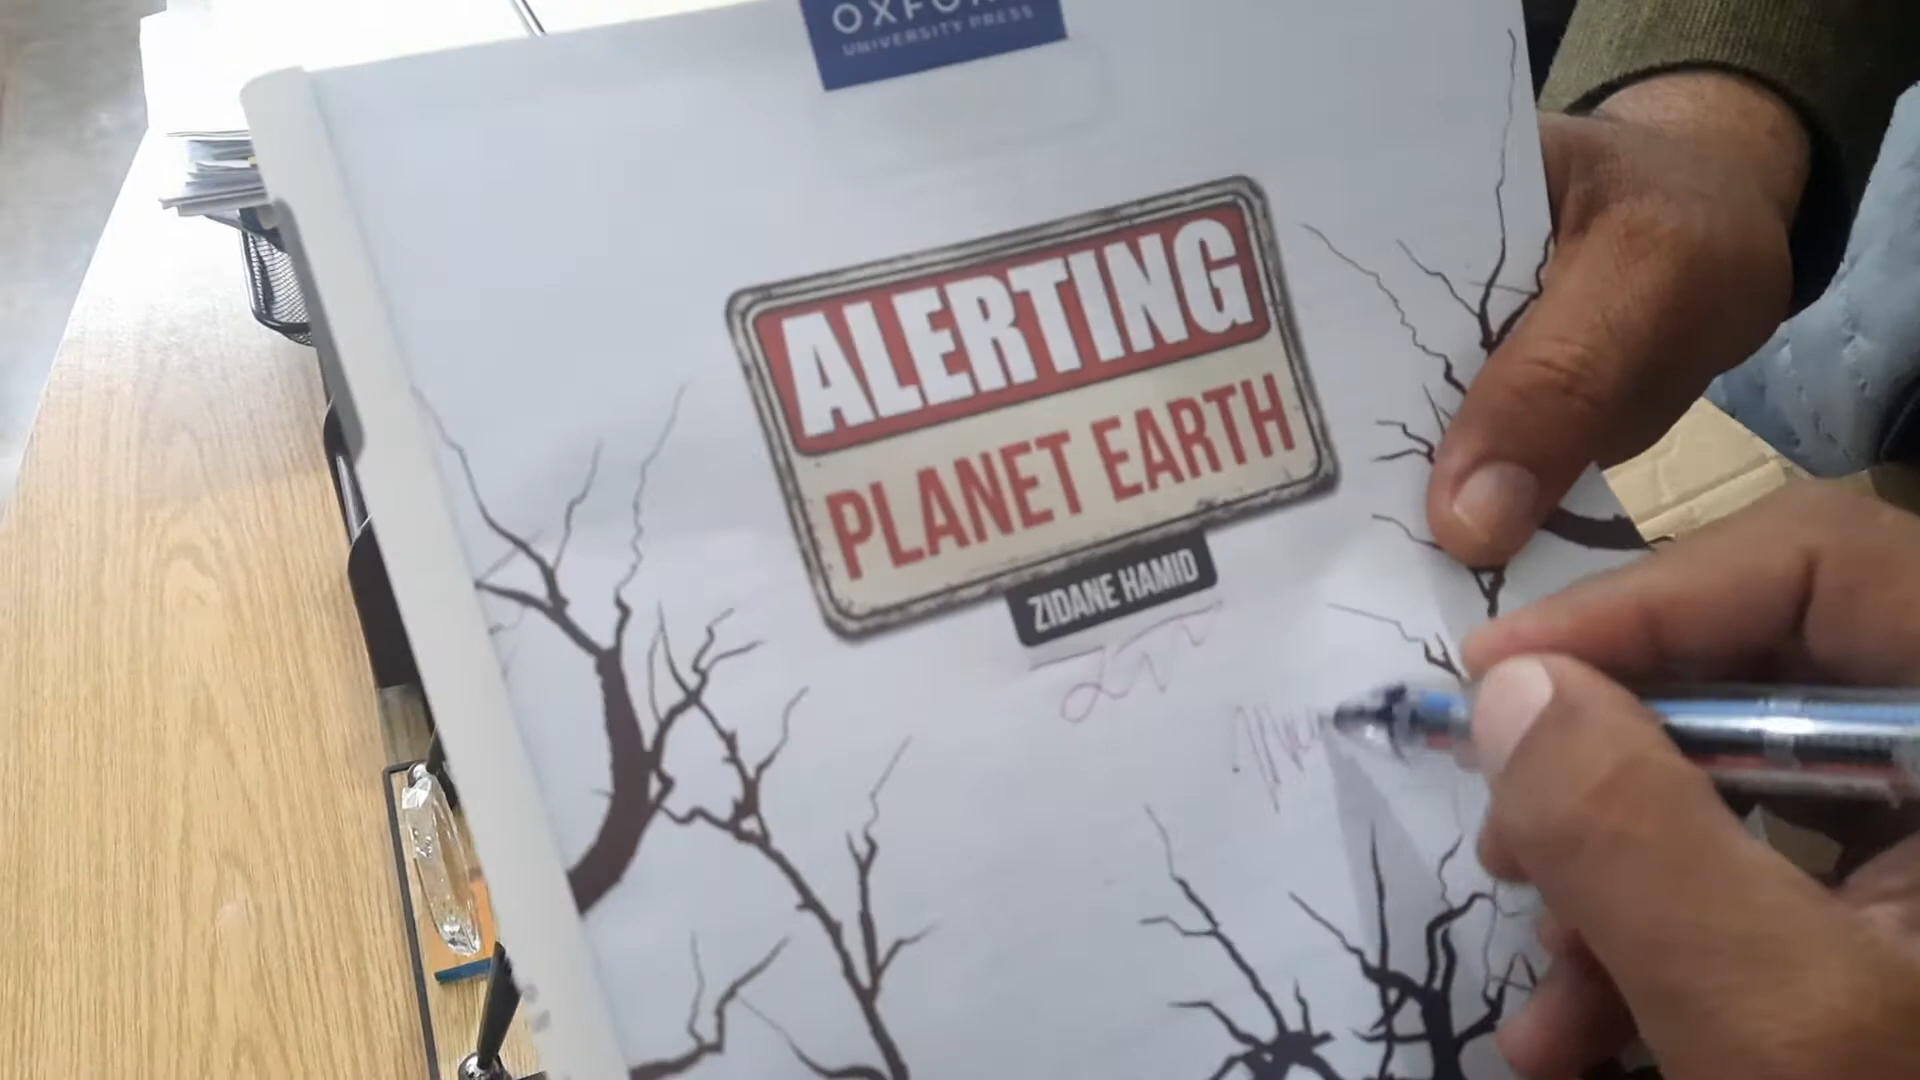 OXFORD
UNIVERSITY PRESS
ALERTING
PLANET EARTH
ZIDANE HAMID